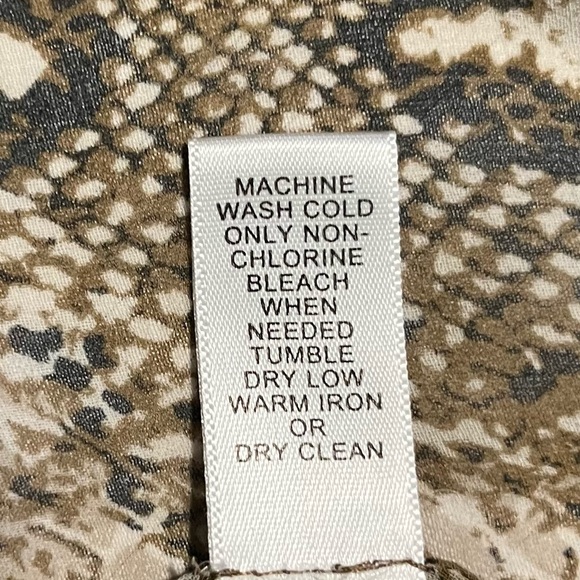 MACHINE
WASH COLD
ONLY NON-
CHLORINE
BLEACH
WHEN
NEEDED
TUMBLE
DRY LOW
WARM IRON
OR
DRY CLEAN